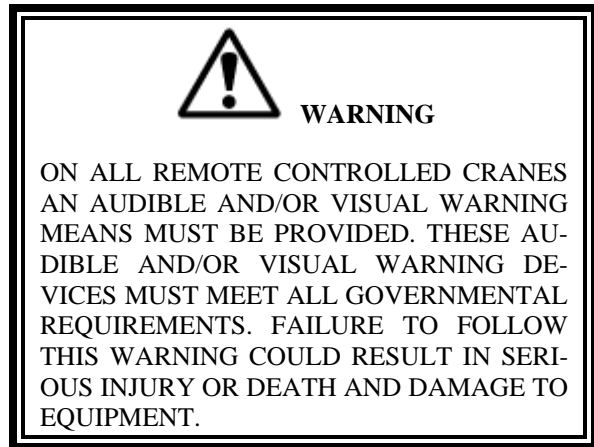 WARNING
ON ALL REMOTE CONTROLLED CRANES
AN AUDIBLE AND/OR VISUAL WARNING
MEANS MUST BE PROVIDED. THESE AU-
DIBLE AND/OR VISUAL WARNING DE-
VICES MUST MEET ALL GOVERNMENTAL
REQUIREMENTS. FAILURE TO FOLLOW
THIS WARNING COULD RESULT IN SERI-
OUS INJURY OR DEATH AND DAMAGE TO
EQUIPMENT.